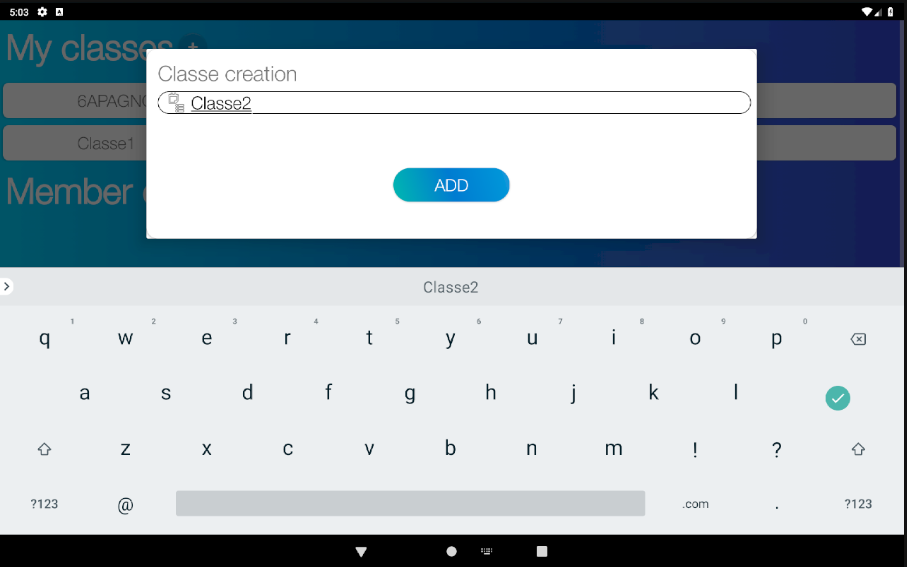 5:03
My classes +
Classe creation
6APAGNO
Classe2
Classe1
ADD
Member
Classe2
1 2 3 4 5 6 7 8 9 0
q w e r t y u i o p
a s d f g h j k l
z x c v b n m ! ?
?123 @ .com . ?123